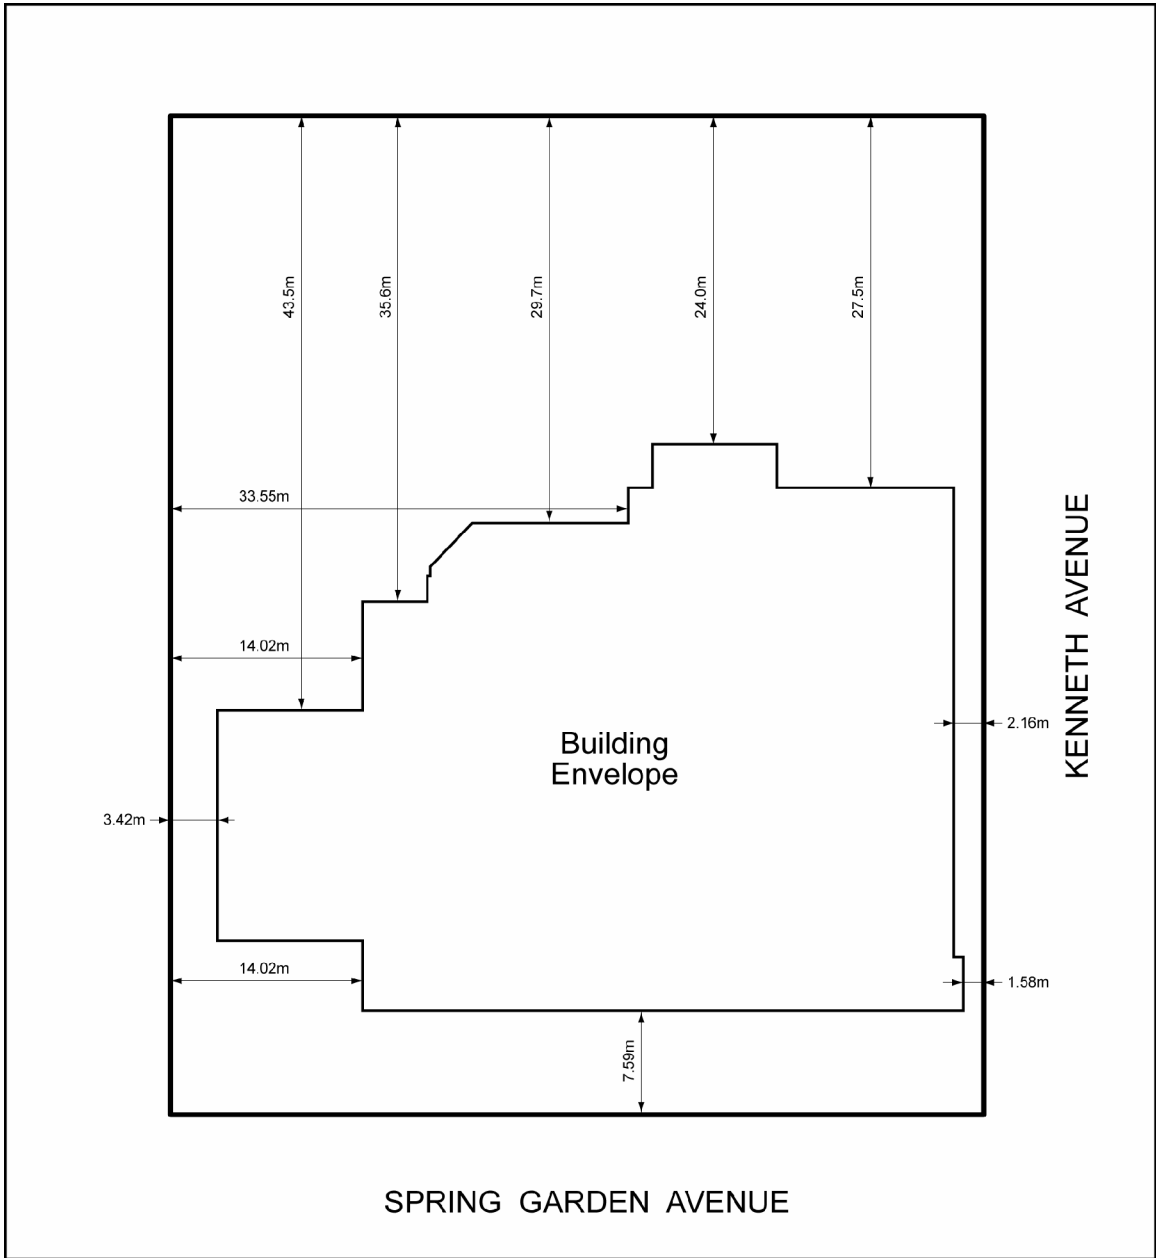 43.5m
35.6m
29.7m
24.0m
27.5m
33.55m
14.02m
Building
Envelope
2.16m
KENNETH AVENUE
3.42m
14.02m
1.58m
7.59m
SPRING GARDEN AVENUE